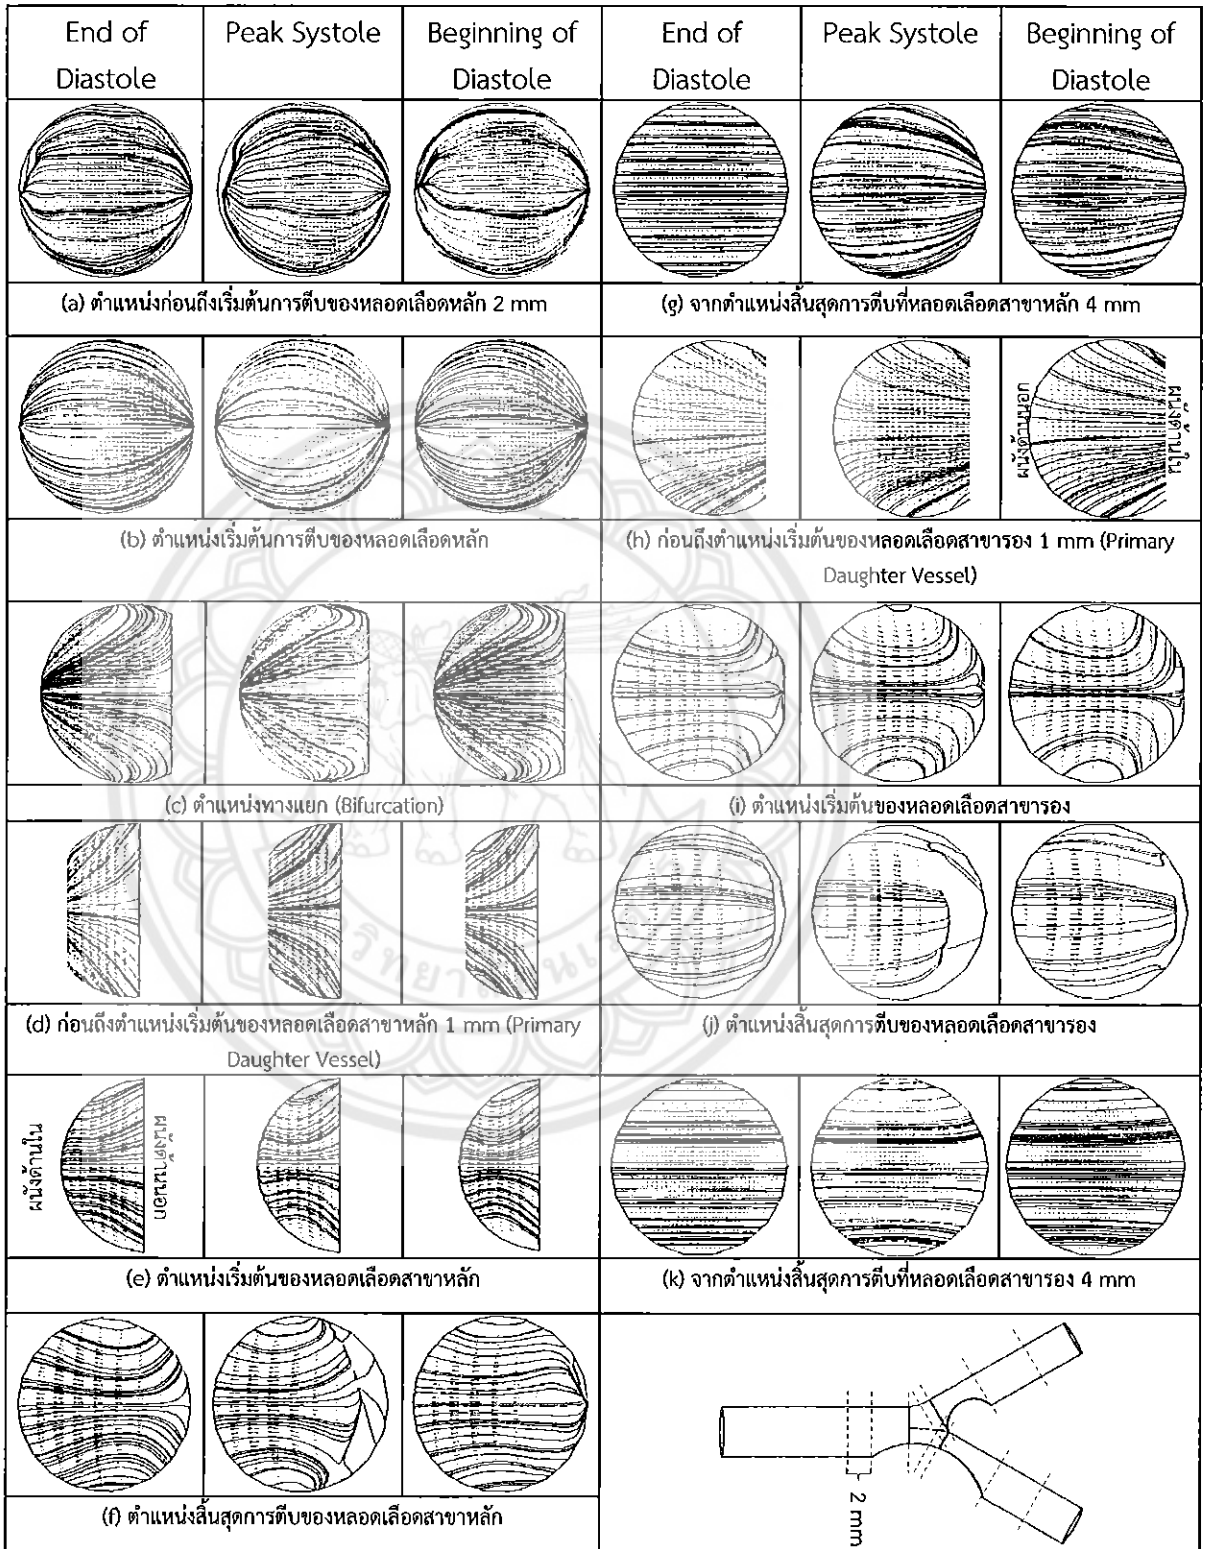 End of Diastole
Peak Systole
Beginning of Diastole
End of Diastole
Peak Systole
Beginning of Diastole
(a) ตำแหน่งก่อนถึงเริ่มต้นการตีบของหลอดเลือดหลัก 2 mm
(g) จากตำแหน่งสิ้นสุดการตีบที่หลอดเลือดสาขาหลัก 4 mm
ผนังด้านนอก
ผนังด้านใน
(b) ตำแหน่งเริ่มต้นการตีบของหลอดเลือดหลัก
(h) ก่อนถึงตำแหน่งเริ่มต้นของหลอดเลือดสาขารอง 1 mm (Primary
Daughter Vessel)
(c) ตำแหน่งทางแยก (Bifurcation)
(i) ตำแหน่งเริ่มต้นของหลอดเลือดสาขารอง
(d) ก่อนถึงตำแหน่งเริ่มต้นของหลอดเลือดสาขาหลัก 1 mm (Primary
Daughter Vessel)
(j) ตำแหน่งสิ้นสุดการตีบของหลอดเลือดสาขารอง
ผนังด้านใน
ผนังด้านนอก
(e) ตำแหน่งเริ่มต้นของหลอดเลือดสาขาหลัก
(k) จากตำแหน่งสิ้นสุดการตีบที่หลอดเลือดสาขารอง 4 mm
(f) ตำแหน่งสิ้นสุดการตีบของหลอดเลือดสาขาหลัก
2 mm